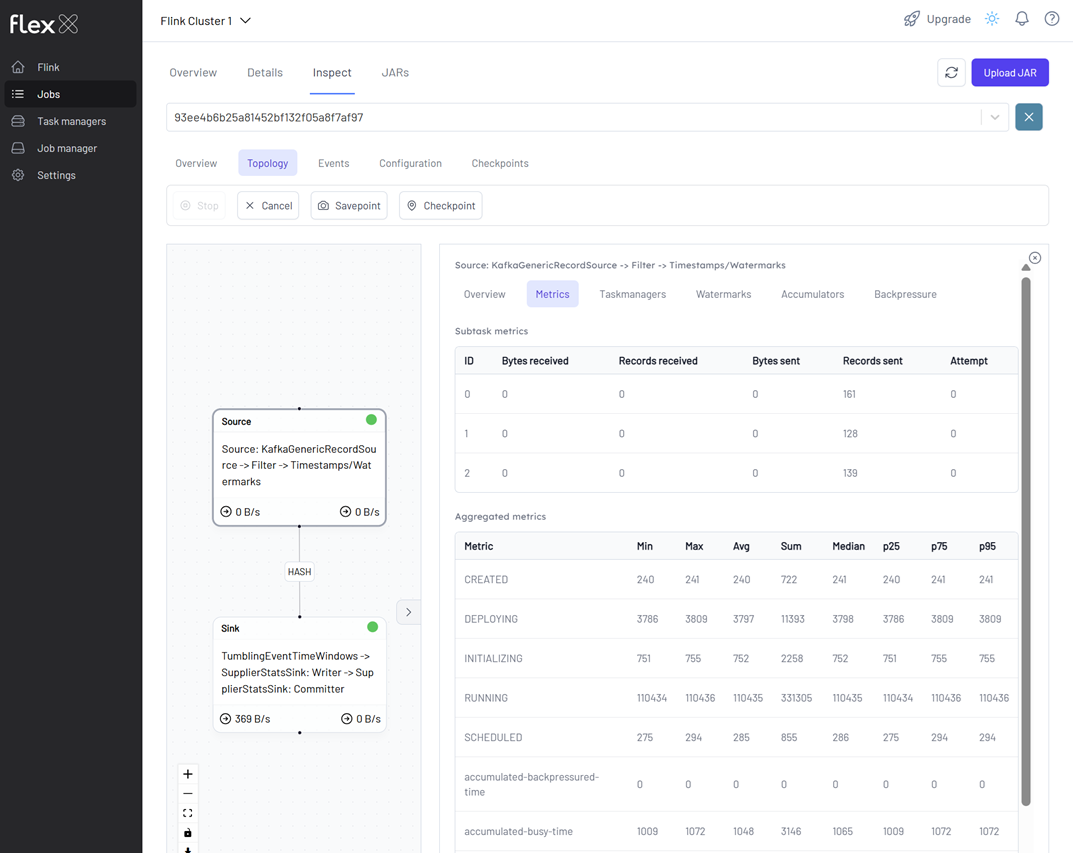 flex
Flink Cluster 1
Upgrade
Flink
Jobs
Task managers
Job manager
Settings
Overview Details Inspect JARs
Upload JAR
93ee4b6b25a81452bf132f05a8f7af97
Overview Topology Events Configuration Checkpoints
Stop Cancel Savepoint Checkpoint
Source
Source: KafkaGenericRecordSou
rce -> Filter -> Timestamps/Wat
ermarks
0 B/s 0 B/s
HASH
Sink
TumblingEventTimeWindows ->
SupplierStatsSink: Writer -> Sup
plierStatsSink: Committer
369 B/s 0 B/s
Source: KafkaGenericRecordSource -> Filter -> Timestamps/Watermarks
Overview Metrics Taskmanagers Watermarks Accumulators Backpressure
Subtask metrics
ID Bytes received Records received Bytes sent Records sent Attempt
0 0 0 0 161 0
1 0 0 0 128 0
2 0 0 0 139 0
Aggregated metrics
Metric Min Max Avg Sum Median p25 p75 p95
CREATED 240 241 240 722 241 240 241 241
DEPLOYING 3786 3809 3797 11393 3798 3786 3809 3809
INITIALIZING 751 755 752 2258 752 751 755 755
RUNNING 110434 110436 110435 331305 110435 110434 110436 110436
SCHEDULED 275 294 285 855 286 275 294 294
accumulated-backpressured-
time 0 0 0 0 0 0 0 0
accumulated-busy-time 1009 1072 1048 3146 1065 1009 1072 1072